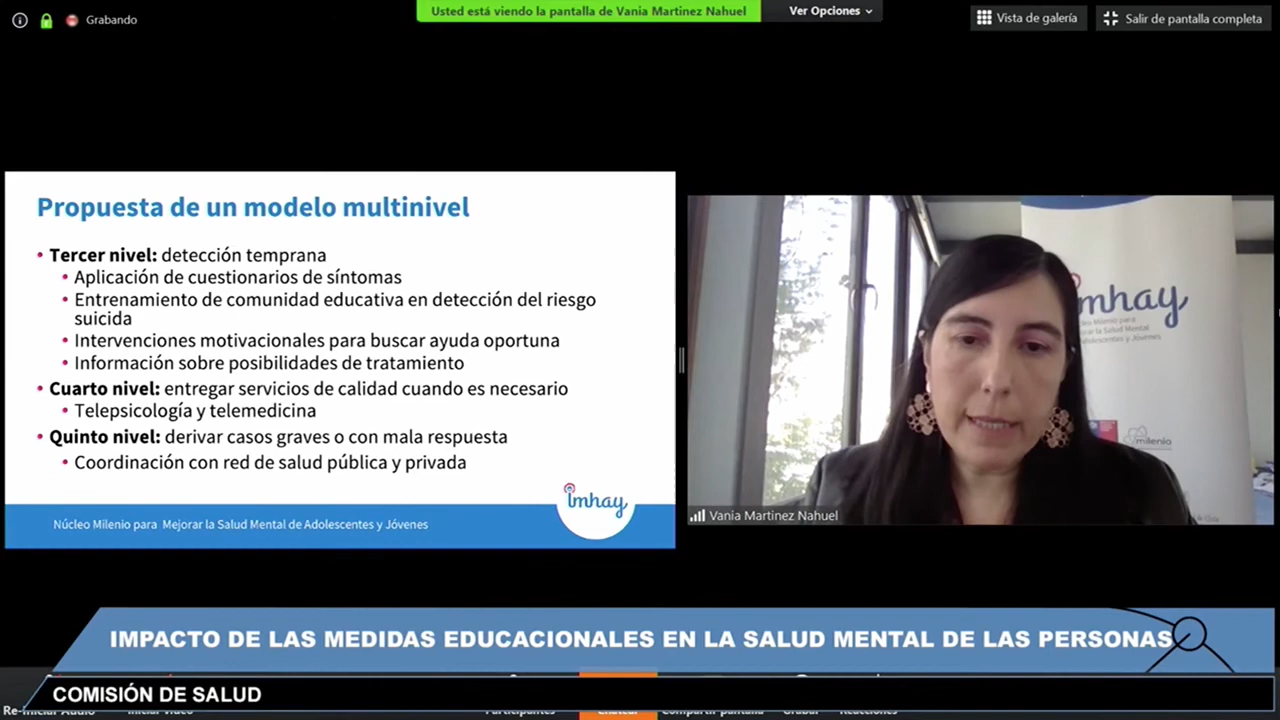 Grabando
Usted está viendo la pantalla de Vania Martinez Nahuel
Ver Opciones
Vista de galería
Salir de pantalla completa
Propuesta de un modelo multinivel
• Tercer nivel: detección temprana
• Aplicación de cuestionarios de síntomas
• Entrenamiento de comunidad educativa en detección del riesgo
suicida
• Intervenciones motivacionales para buscar ayuda oportuna
• Información sobre posibilidades de tratamiento
• Cuarto nivel: entregar servicios de calidad cuando es necesario
• Telepsicología y telemedicina
• Quinto nivel: derivar casos graves o con mala respuesta
• Coordinación con red de salud pública y privada
Núcleo Milenio para Mejorar la Salud Mental de Adolescentes y Jóvenes
imhay
imhay
milenio
Vania Martinez Nahuel
IMPACTO DE LAS MEDIDAS EDUCACIONALES EN LA SALUD MENTAL DE LAS PERSONAS
COMISIÓN DE SALUD